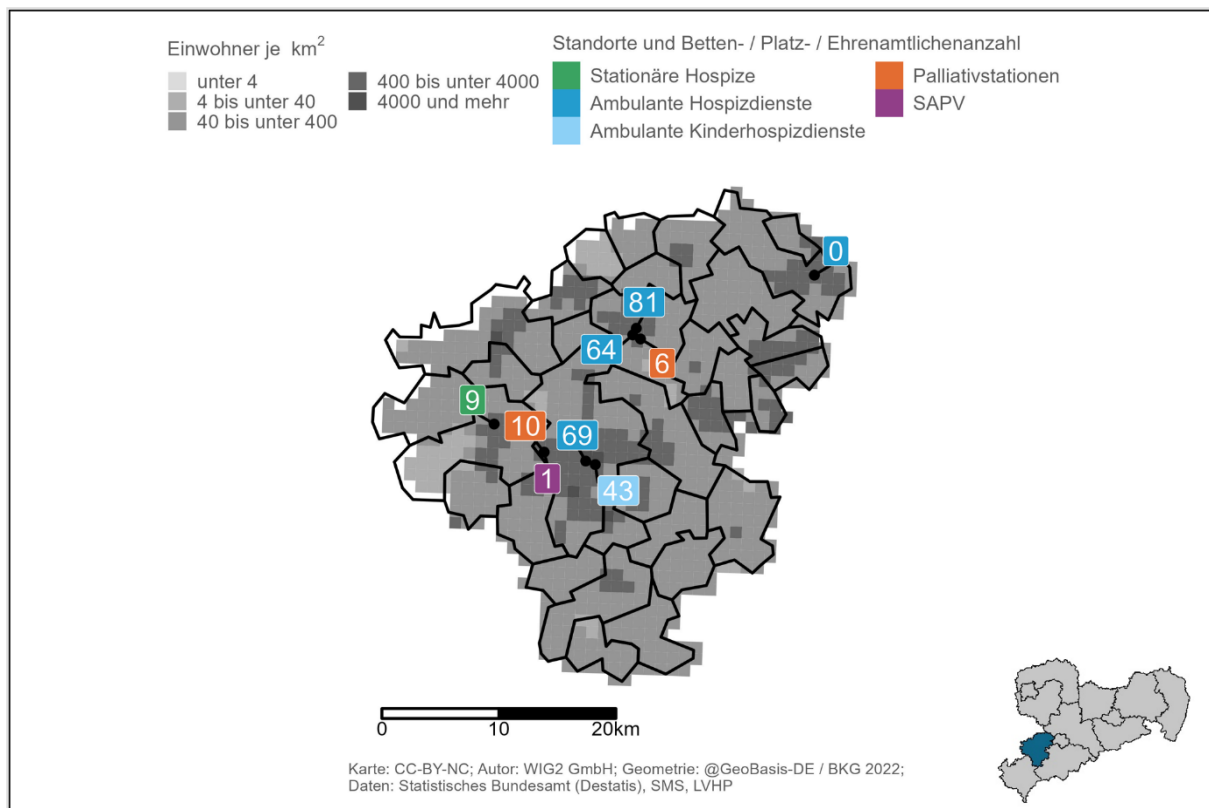 Einwohner je km²
unter 4
4 bis unter 40
40 bis unter 400
400 bis unter 4000
4000 und mehr
Standorte und Betten- / Platz- / Ehrenamtlichenanzahl
Stationäre Hospize
Ambulante Hospizdienste
Ambulante Kinderhospizdienste
Palliativstationen
SAPV
0
81
64
6
9
10
69
1
43
0 10 20km
Karte: CC-BY-NC; Autor: WIG2 GmbH; Geometrie: @GeoBasis-DE / BKG 2022;
Daten: Statistisches Bundesamt (Destatis), SMS, LVHP